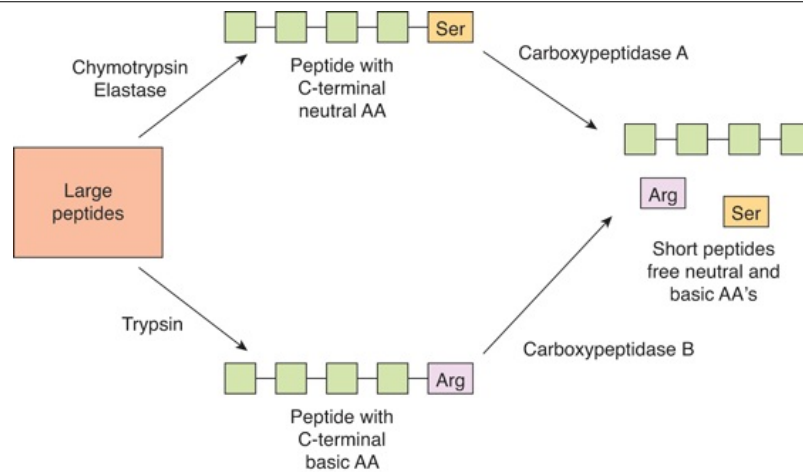 Ser
Chymotrypsin
Elastase
Peptide with
C-terminal
neutral AA
Carboxypeptidase A
Large
peptides
Arg
Ser
Short peptides
free neutral and
basic AA's
Trypsin
Carboxypeptidase B
Arg
Peptide with
C-terminal
basic AA